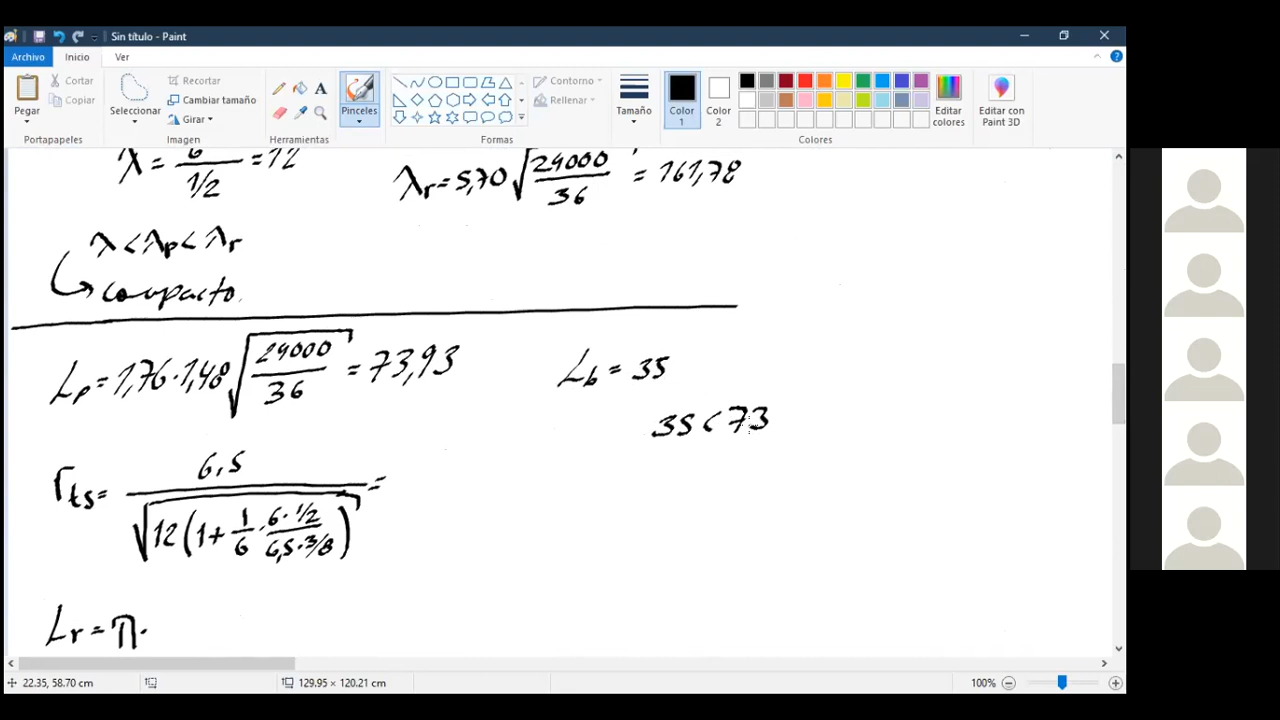 Sin título - Paint
Archivo Inicio Ver
Pegar
Cortar
Copiar
Portapapeles
Seleccionar
Recortar
Cambiar tamaño
Girar
Imagen
A
Herramientas
Pinceles
Contorno
Rellenar
Formas
Tamaño
Color 1
Color 2
Editar colores
Colores
Editar con Paint 3D
λ = 6 / 1/2 = 12
λr = 5,70 √(29000/36) = 161,78
λ < λp < λr
compacto.
Lp = 1,76 · 1,48 √(29000/36) = 73,93
Lb = 35
35 < 73
rts = 6,5 / √(12 (1 + 1/6 · 6 · 1/2 / 6,5 · 3/8)) =
Lr = π ·
22.35, 58.70 cm
129.95 × 120.21 cm
100%